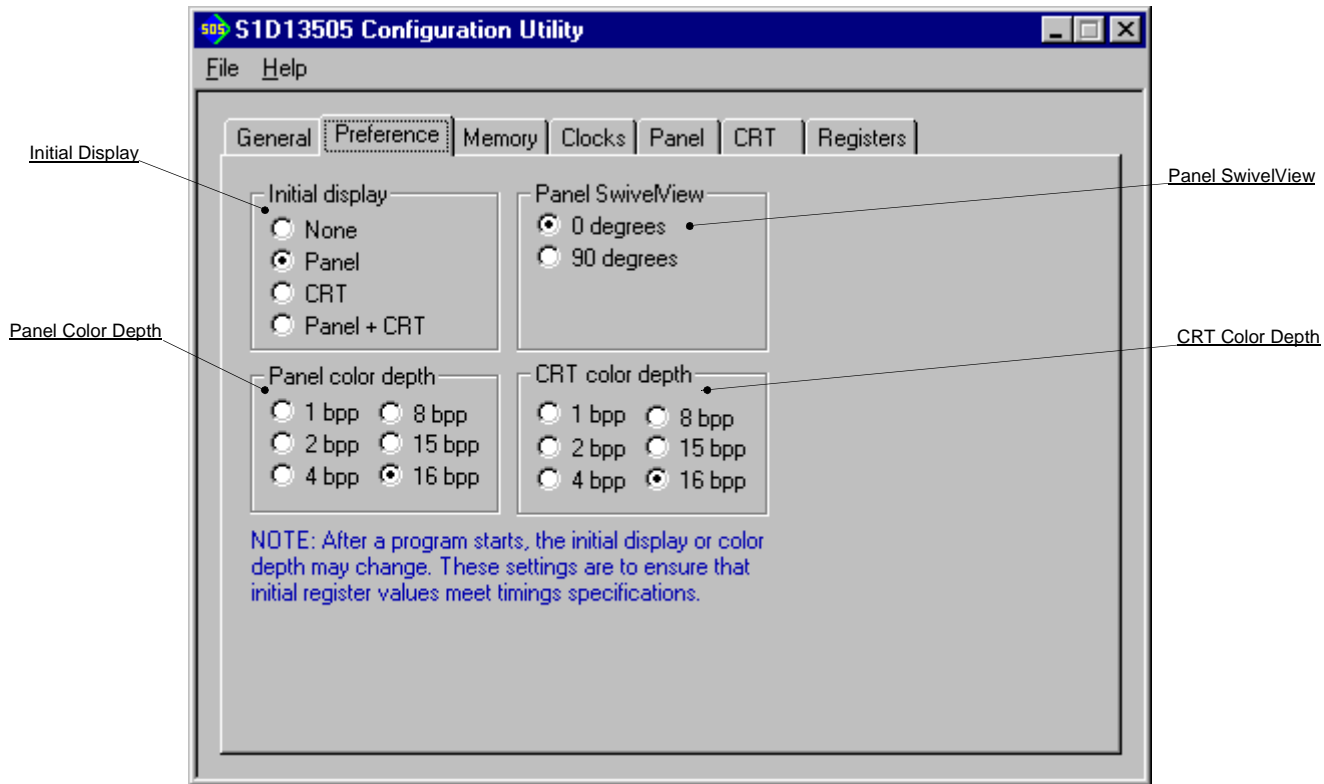 505 S1D13505 Configuration Utility
File Help
General Preference Memory Clocks Panel CRT Registers
Initial Display
Panel SwivelView
Initial display
None
Panel
CRT
Panel + CRT
Panel SwivelView
0 degrees
90 degrees
Panel Color Depth
CRT Color Depth
Panel color depth
1 bpp 8 bpp
2 bpp 15 bpp
4 bpp 16 bpp
CRT color depth
1 bpp 8 bpp
2 bpp 15 bpp
4 bpp 16 bpp
NOTE: After a program starts, the initial display or color
depth may change. These settings are to ensure that
initial register values meet timings specifications.